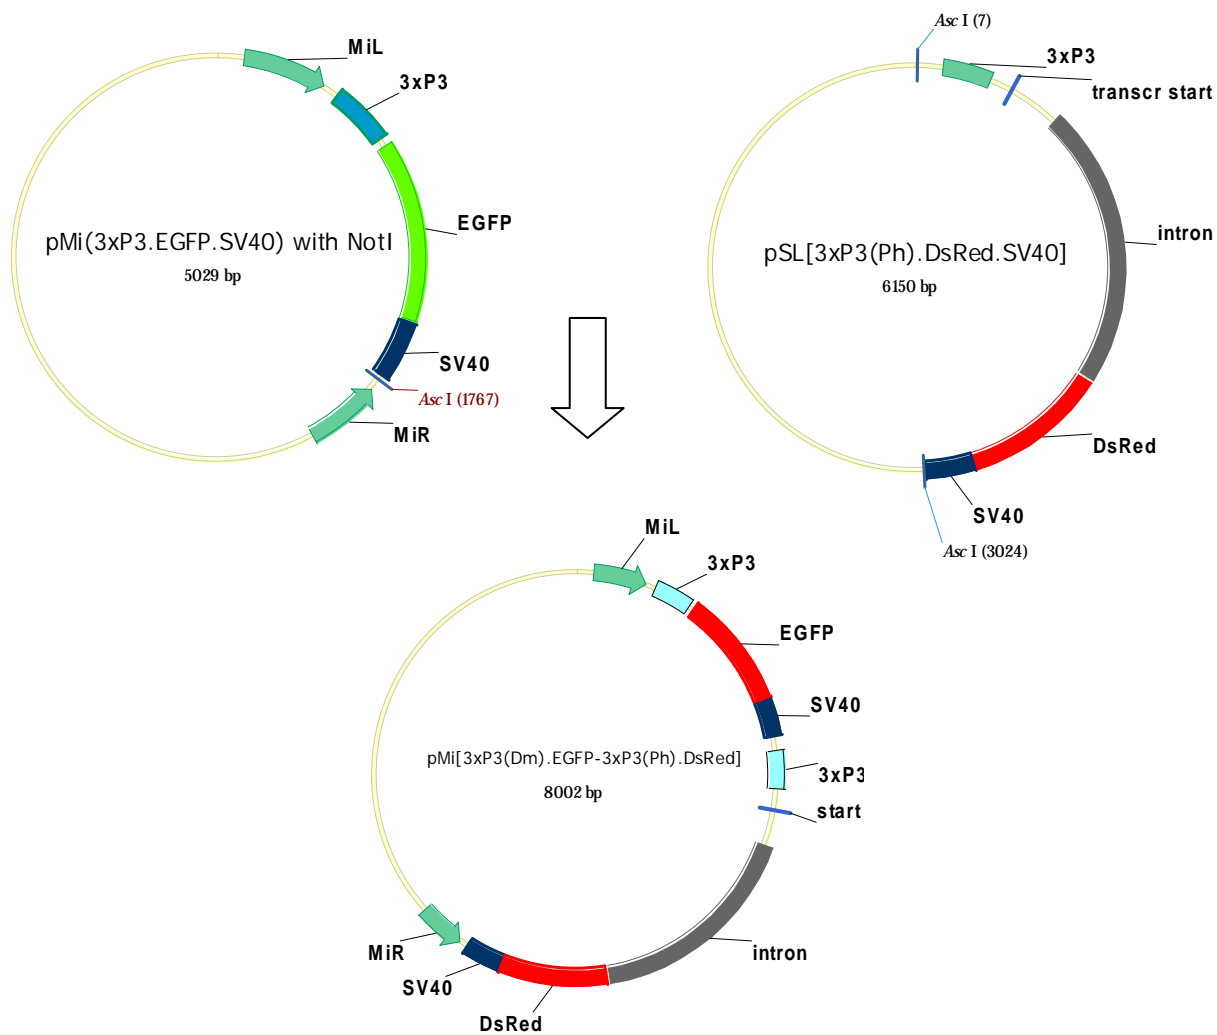 MiL
3xP3
EGFP
pMi(3xP3.EGFP.SV40) with NotI
5029 bp
SV40
Asc I (1767)
MiR
Asc I (7)
3xP3
transcr start
intron
pSL[3xP3(Ph).DsRed.SV40]
6150 bp
DsRed
SV40
Asc I (3024)
MiL
3xP3
EGFP
SV40
pMi[3xP3(Dm).EGFP-3xP3(Ph).DsRed]
8002 bp
3xP3
start
MiR
intron
SV40
DsRed